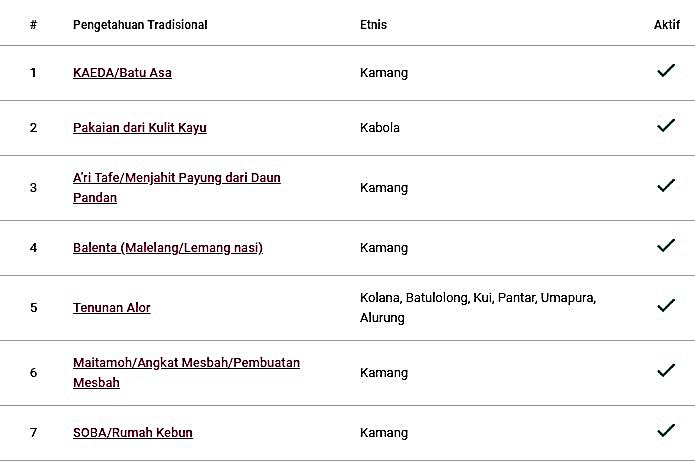 # Pengetahuan Tradisional Etnis Aktif
1 KAEDA/Batu Asa Kamang
2 Pakaian dari Kulit Kayu Kabola
3 A'ri Tafe/Menjahit Payung dari Daun
Pandan Kamang
4 Balenta (Malelang/Lemang nasi) Kamang
5 Tenunan Alor Kolana, Batulolong, Kui, Pantar, Umapura,
Alurung
6 Maitamoh/Angkat Mesbah/Pembuatan
Mesbah Kamang
7 SOBA/Rumah Kebun Kamang